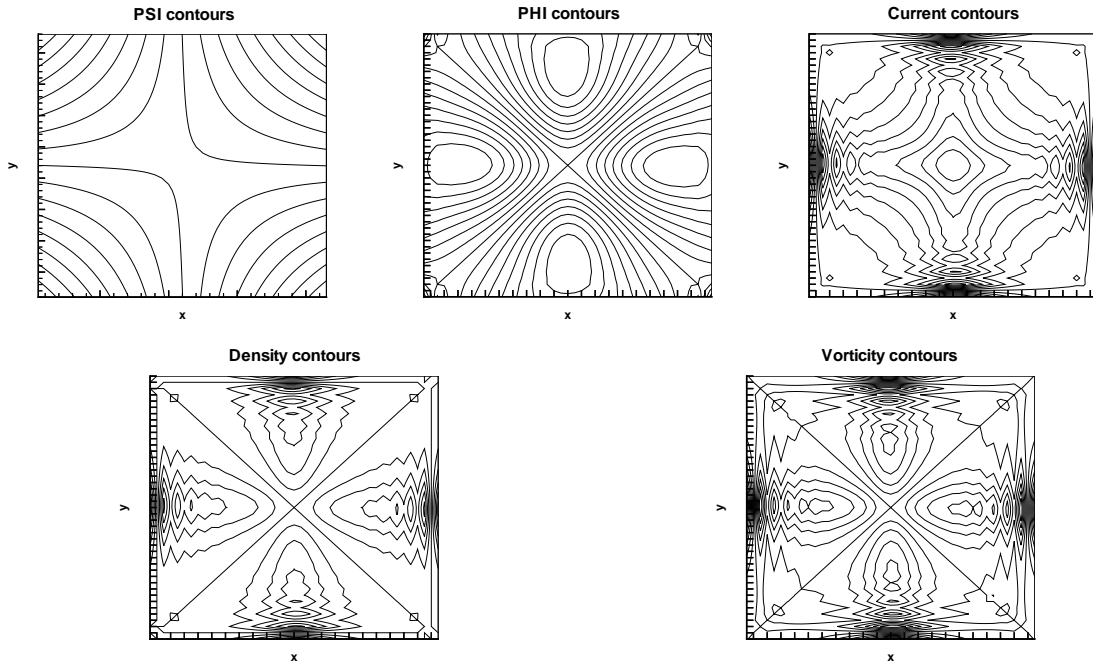 PSI contours
PHI contours
Current contours
y
y
y
x
x
x
Density contours
Vorticity contours
y
y
x
x